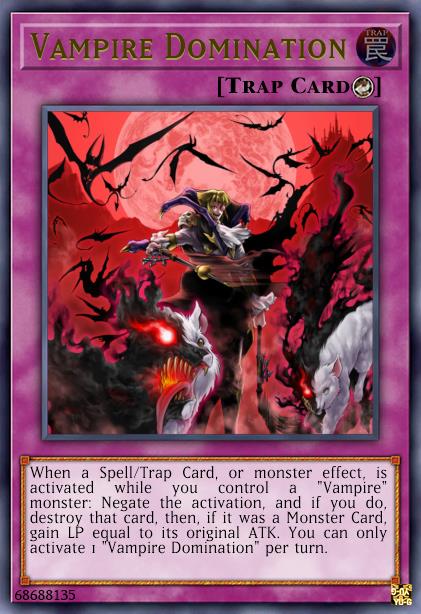 VAMPIRE DOMINATION
TRAP
罠
[TRAP CARD]
When a Spell/Trap Card, or monster effect, is
activated while you control a "Vampire"
monster: Negate the activation, and if you do,
destroy that card, then, if it was a Monster Card,
gain LP equal to its original ATK. You can only
activate 1 "Vampire Domination" per turn.
68688135